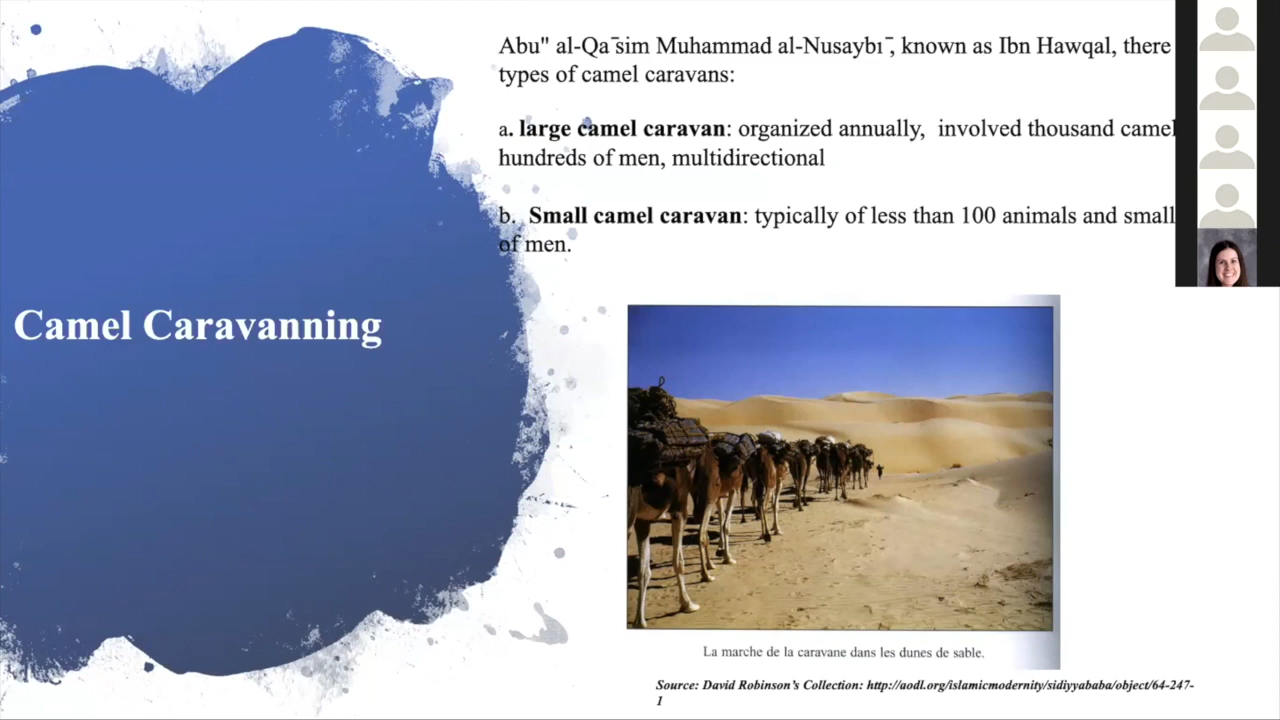 Camel Caravanning
Abu" al-Qa ̄sim Muhammad al-Nusaybı ̄, known as Ibn Hawqal, there
types of camel caravans:
a. large camel caravan: organized annually, involved thousand camel
hundreds of men, multidirectional
b. Small camel caravan: typically of less than 100 animals and small
of men.
La marche de la caravane dans les dunes de sable.
Source: David Robinson's Collection: http://aodl.org/islamicmodernity/sidiyyababa/object/64-247-
1